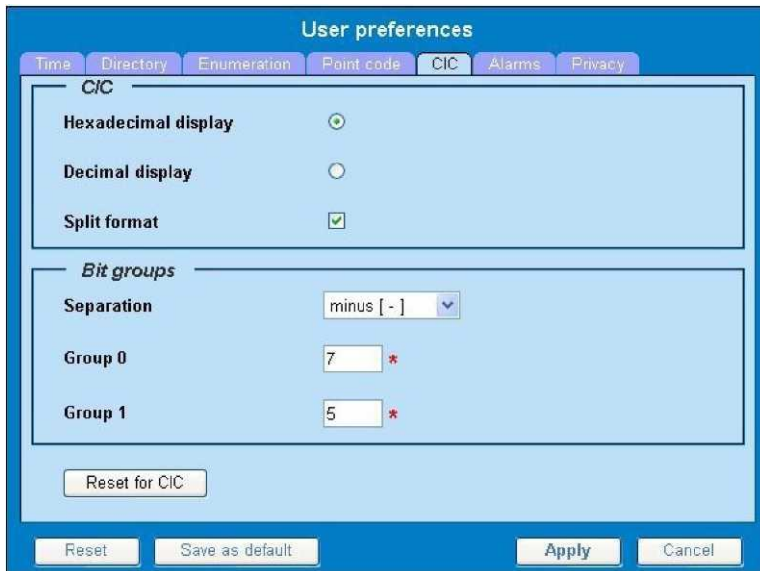 User preferences
Time Directory Enumeration Point code CIC Alarms Privacy
CIC
Hexadecimal display
Decimal display
Split format
Bit groups
Separation minus [ - ]
Group 0 7 *
Group 1 5 *
Reset for CIC
Reset Save as default Apply Cancel